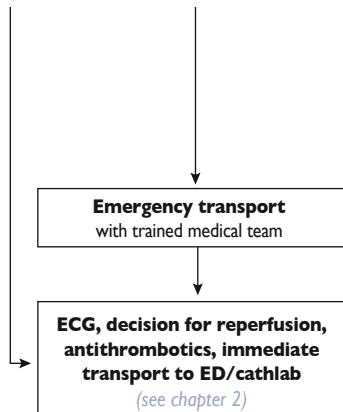 Emergency transport
with trained medical team
ECG, decision for reperfusion,
antithrombotics, immediate
transport to ED/cathlab
(see chapter 2)